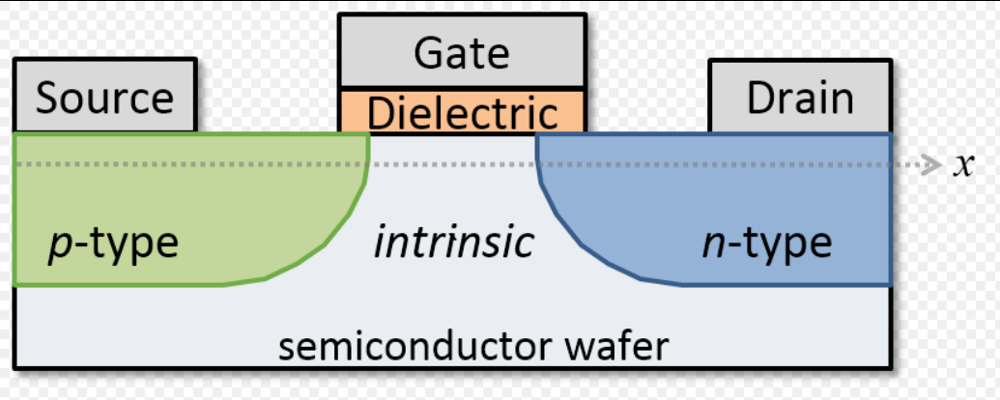 Gate
Source
Dielectric
Drain
x
p-type
intrinsic
n-type
semiconductor wafer